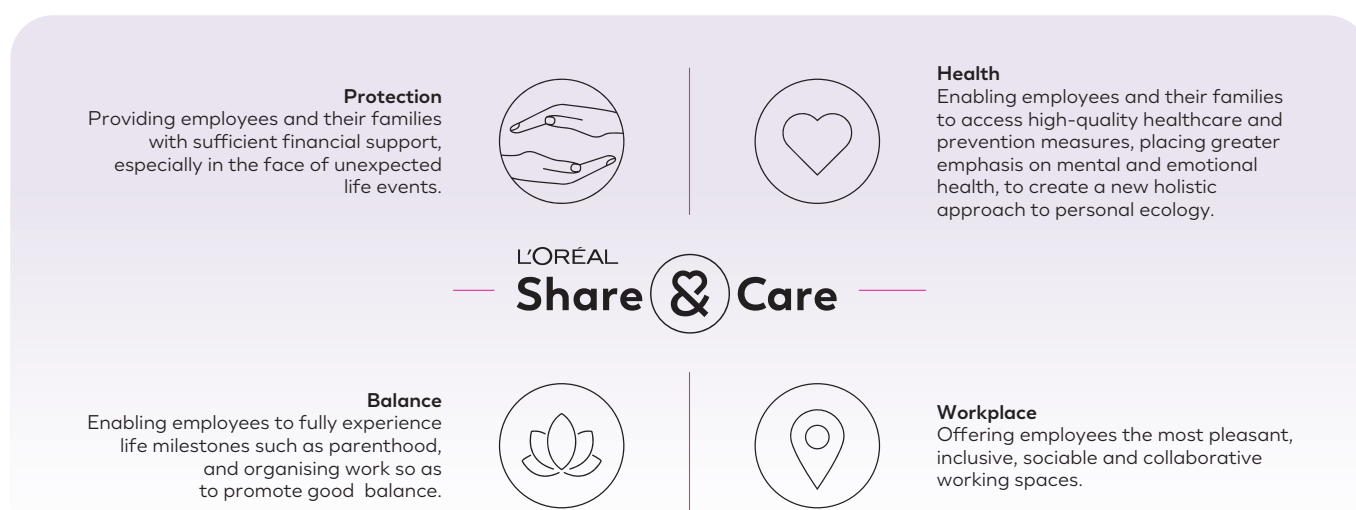 Protection
Providing employees and their families
with sufficient financial support,
especially in the face of unexpected
life events.
Health
Enabling employees and their families
to access high-quality healthcare and
prevention measures, placing greater
emphasis on mental and emotional
health, to create a new holistic
approach to personal ecology.
L'ORÉAL
Share & Care
Balance
Enabling employees to fully experience
life milestones such as parenthood,
and organising work so as
to promote good balance.
Workplace
Offering employees the most pleasant,
inclusive, sociable and collaborative
working spaces.